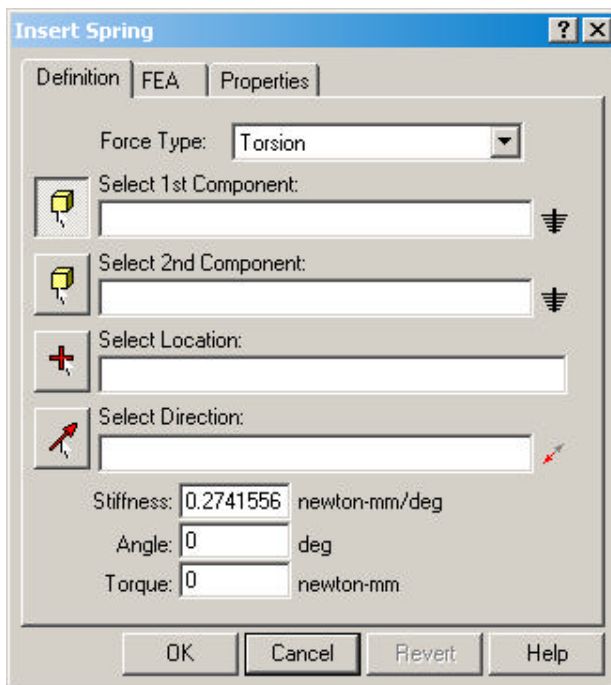 Insert Spring
Definition FEA Properties
Force Type: Torsion
Select 1st Component:
Select 2nd Component:
Select Location:
Select Direction:
Stiffness: 0.2741556 newton-mm/deg
Angle: 0 deg
Torque: 0 newton-mm
OK Cancel Revert Help